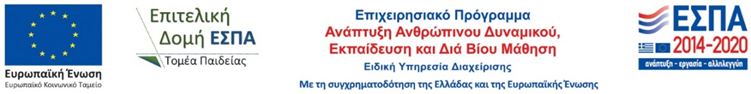 Ευρωπαϊκή Ένωση
Ευρωπαϊκό Κοινωνικό Ταμείο
Επιτελική
Δομή ΕΣΠΑ
Τομέα Παιδείας
Επιχειρησιακό Πρόγραμμα
Ανάπτυξη Ανθρώπινου Δυναμικού,
Εκπαίδευση και Διά Βίου Μάθηση
Ειδική Υπηρεσία Διαχείρισης
Με τη συγχρηματοδότηση της Ελλάδας και της Ευρωπαϊκής Ένωσης
ΕΣΠΑ
2014-2020
ανάπτυξη - εργασία - αλληλεγγύη